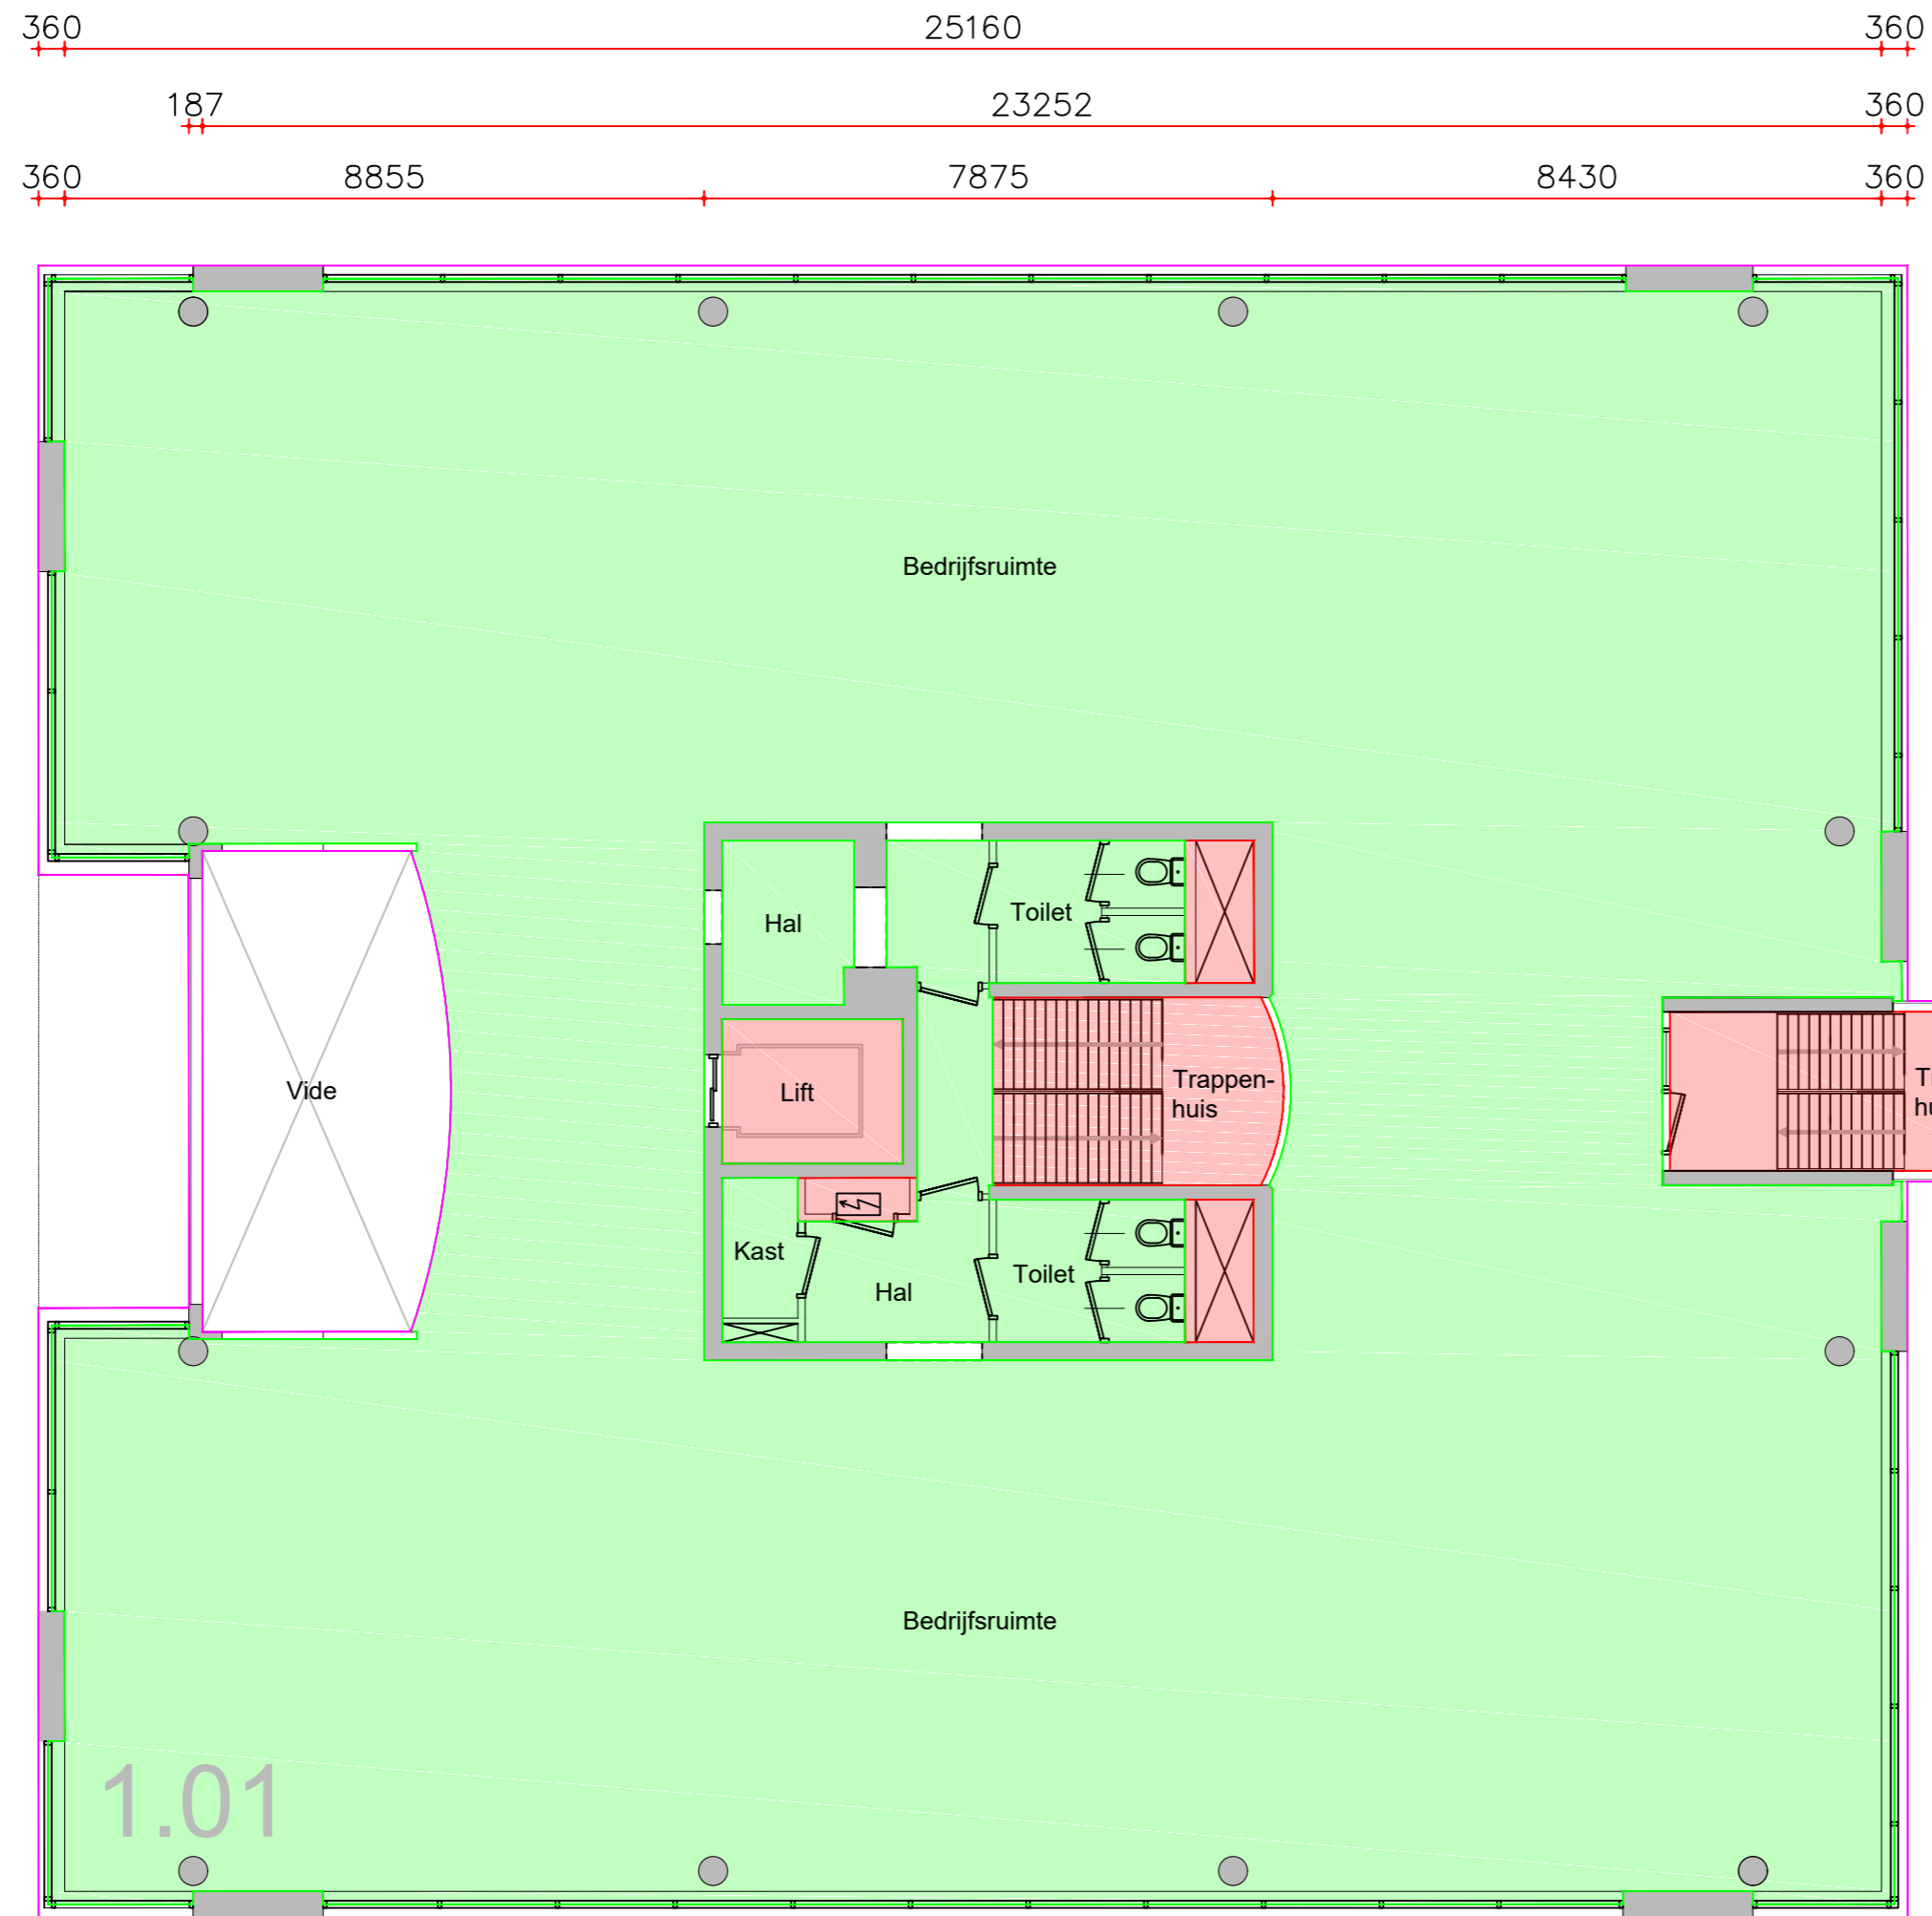 360 25160 360
187 23252 360
360 8855 7875 8430 360
Bedrijfsruimte
Hal
Toilet
Vide
Lift
Trappen-
huis
Kast
Hal
Toilet
Bedrijfsruimte
1.01